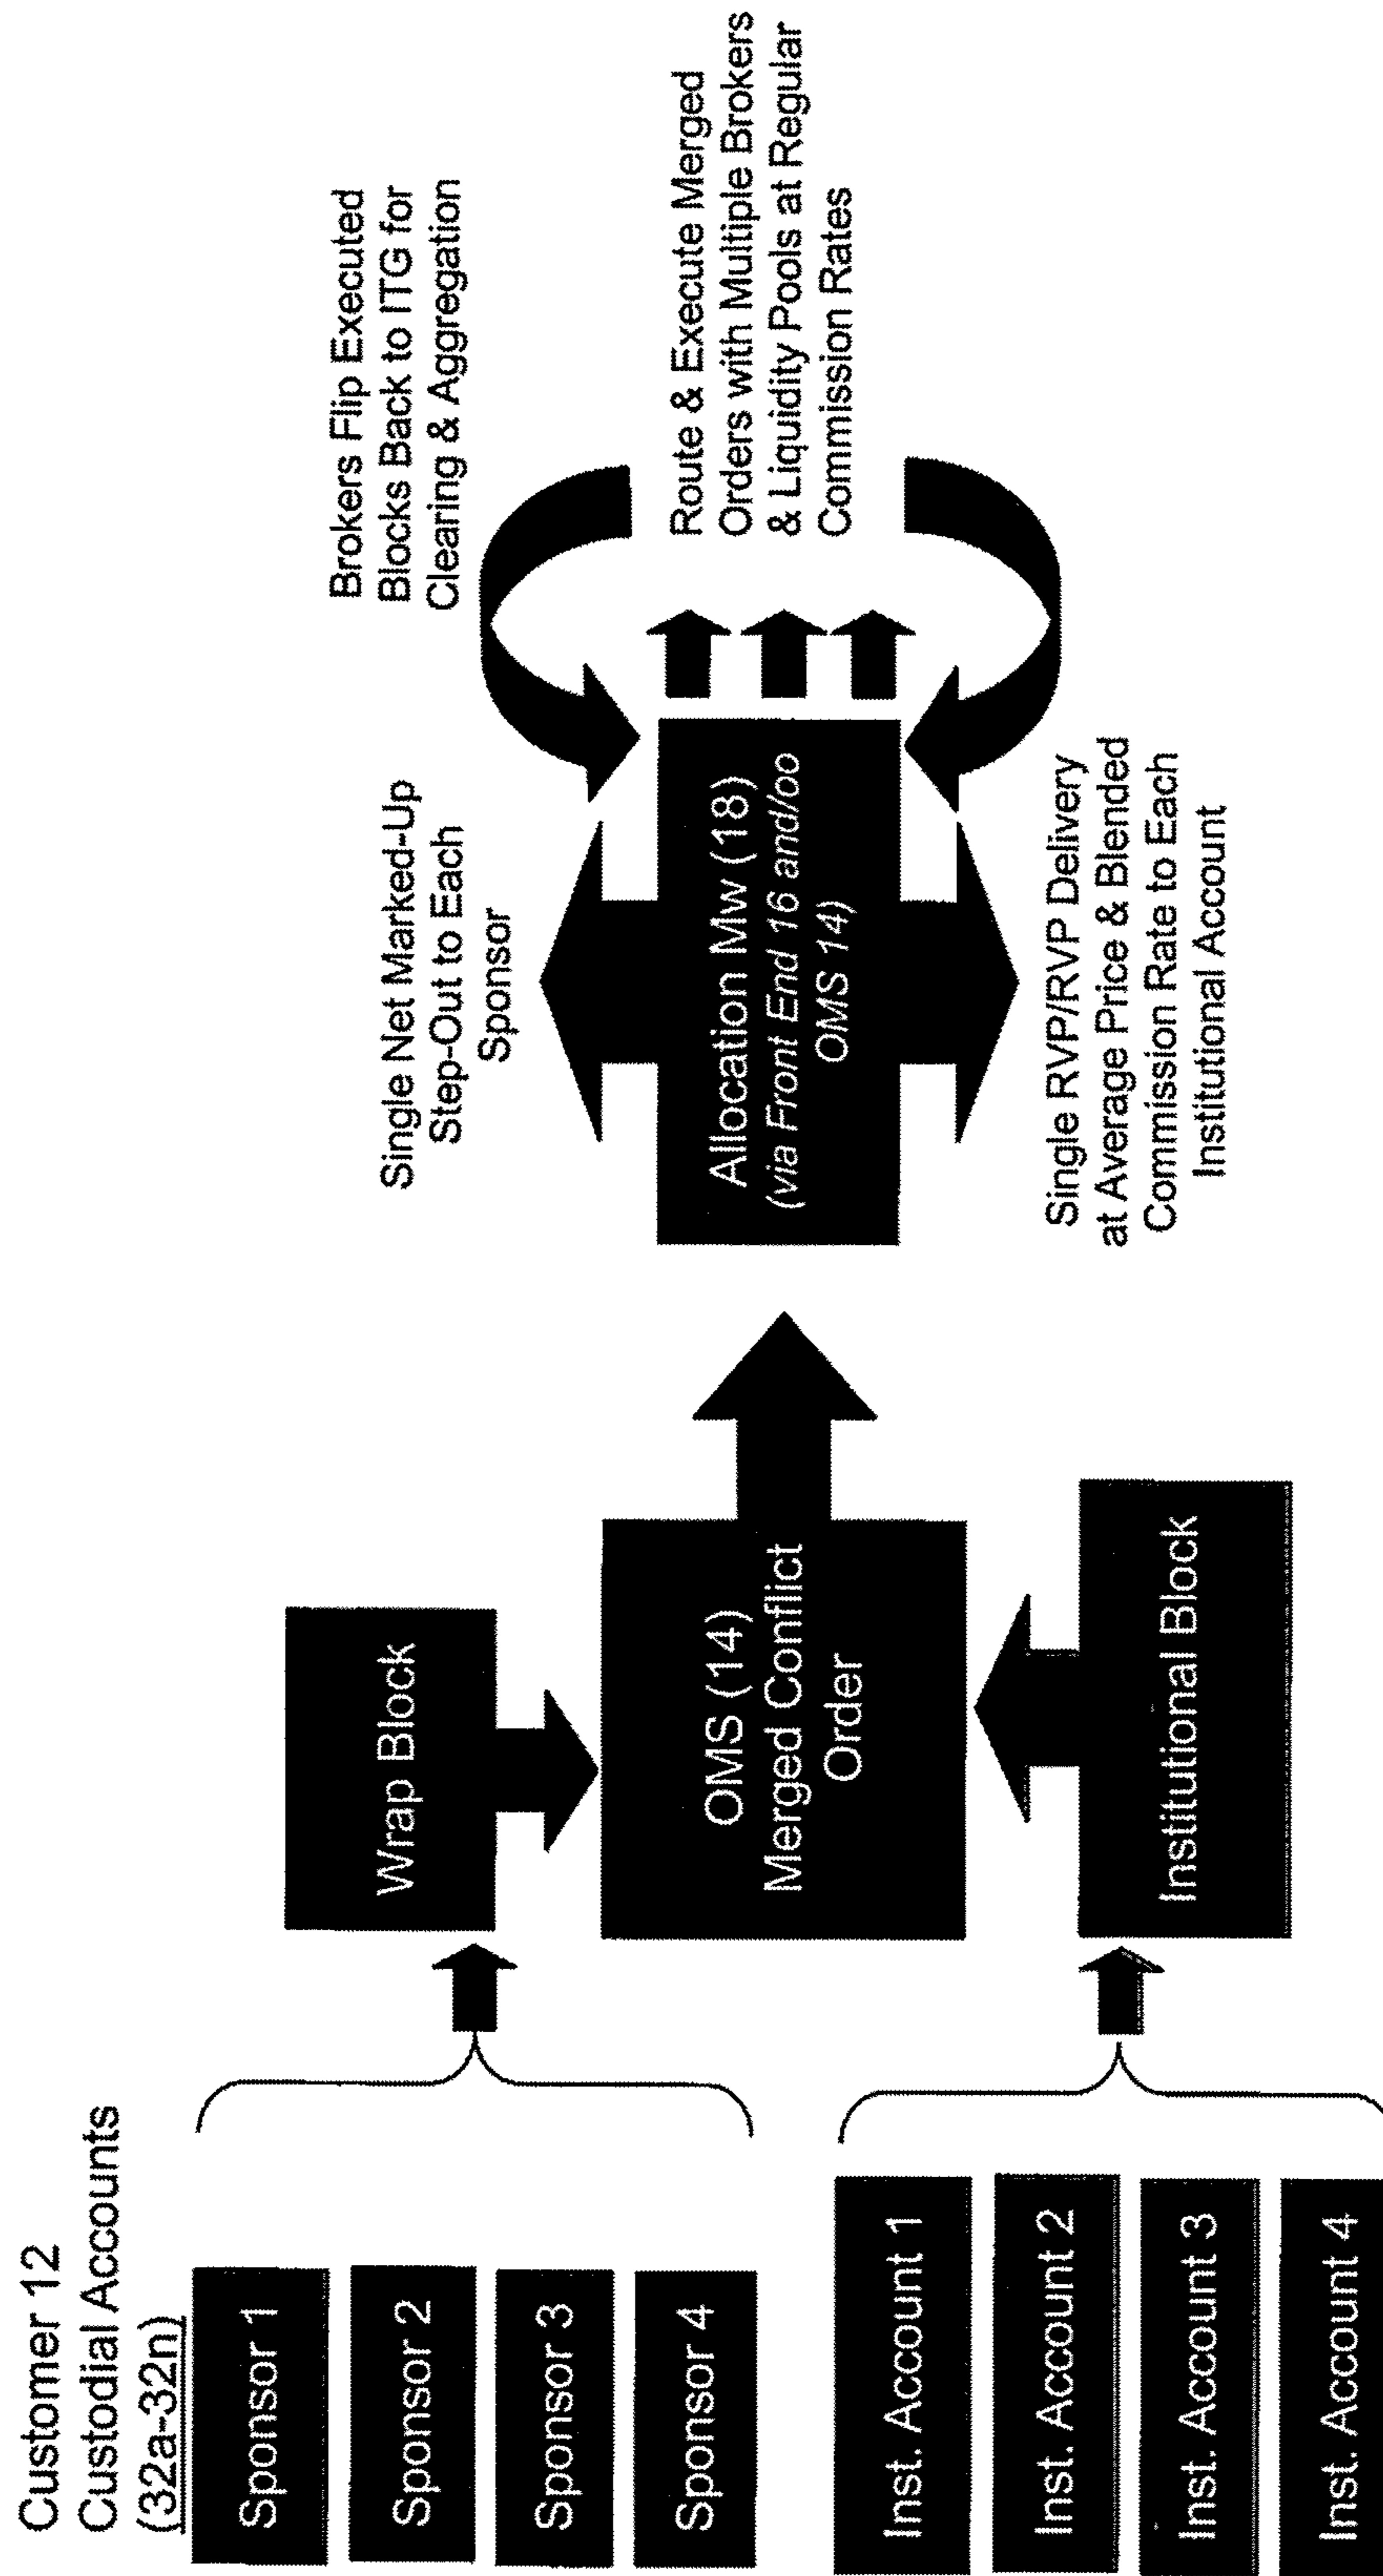 Customer 12
Custodial Accounts
(32a-32n)
Sponsor 1
Sponsor 2
Sponsor 3
Sponsor 4
Inst. Account 1
Inst. Account 2
Inst. Account 3
Inst. Account 4
Wrap Block
OMS (14)
Merged Conflict
Order
Institutional Block
Single Net Marked-Up
Step-Out to Each
Sponsor
Allocation Mw (18)
(via Front End 16 and/oo
OMS 14)
Single RVP/RVP Delivery
at Average Price & Blended
Commission Rate to Each
Institutional Account
Brokers Flip Executed
Blocks Back to ITG for
Clearing & Aggregation
Route & Execute Merged
Orders with Multiple Brokers
& Liquidity Pools at Regular
Commission Rates